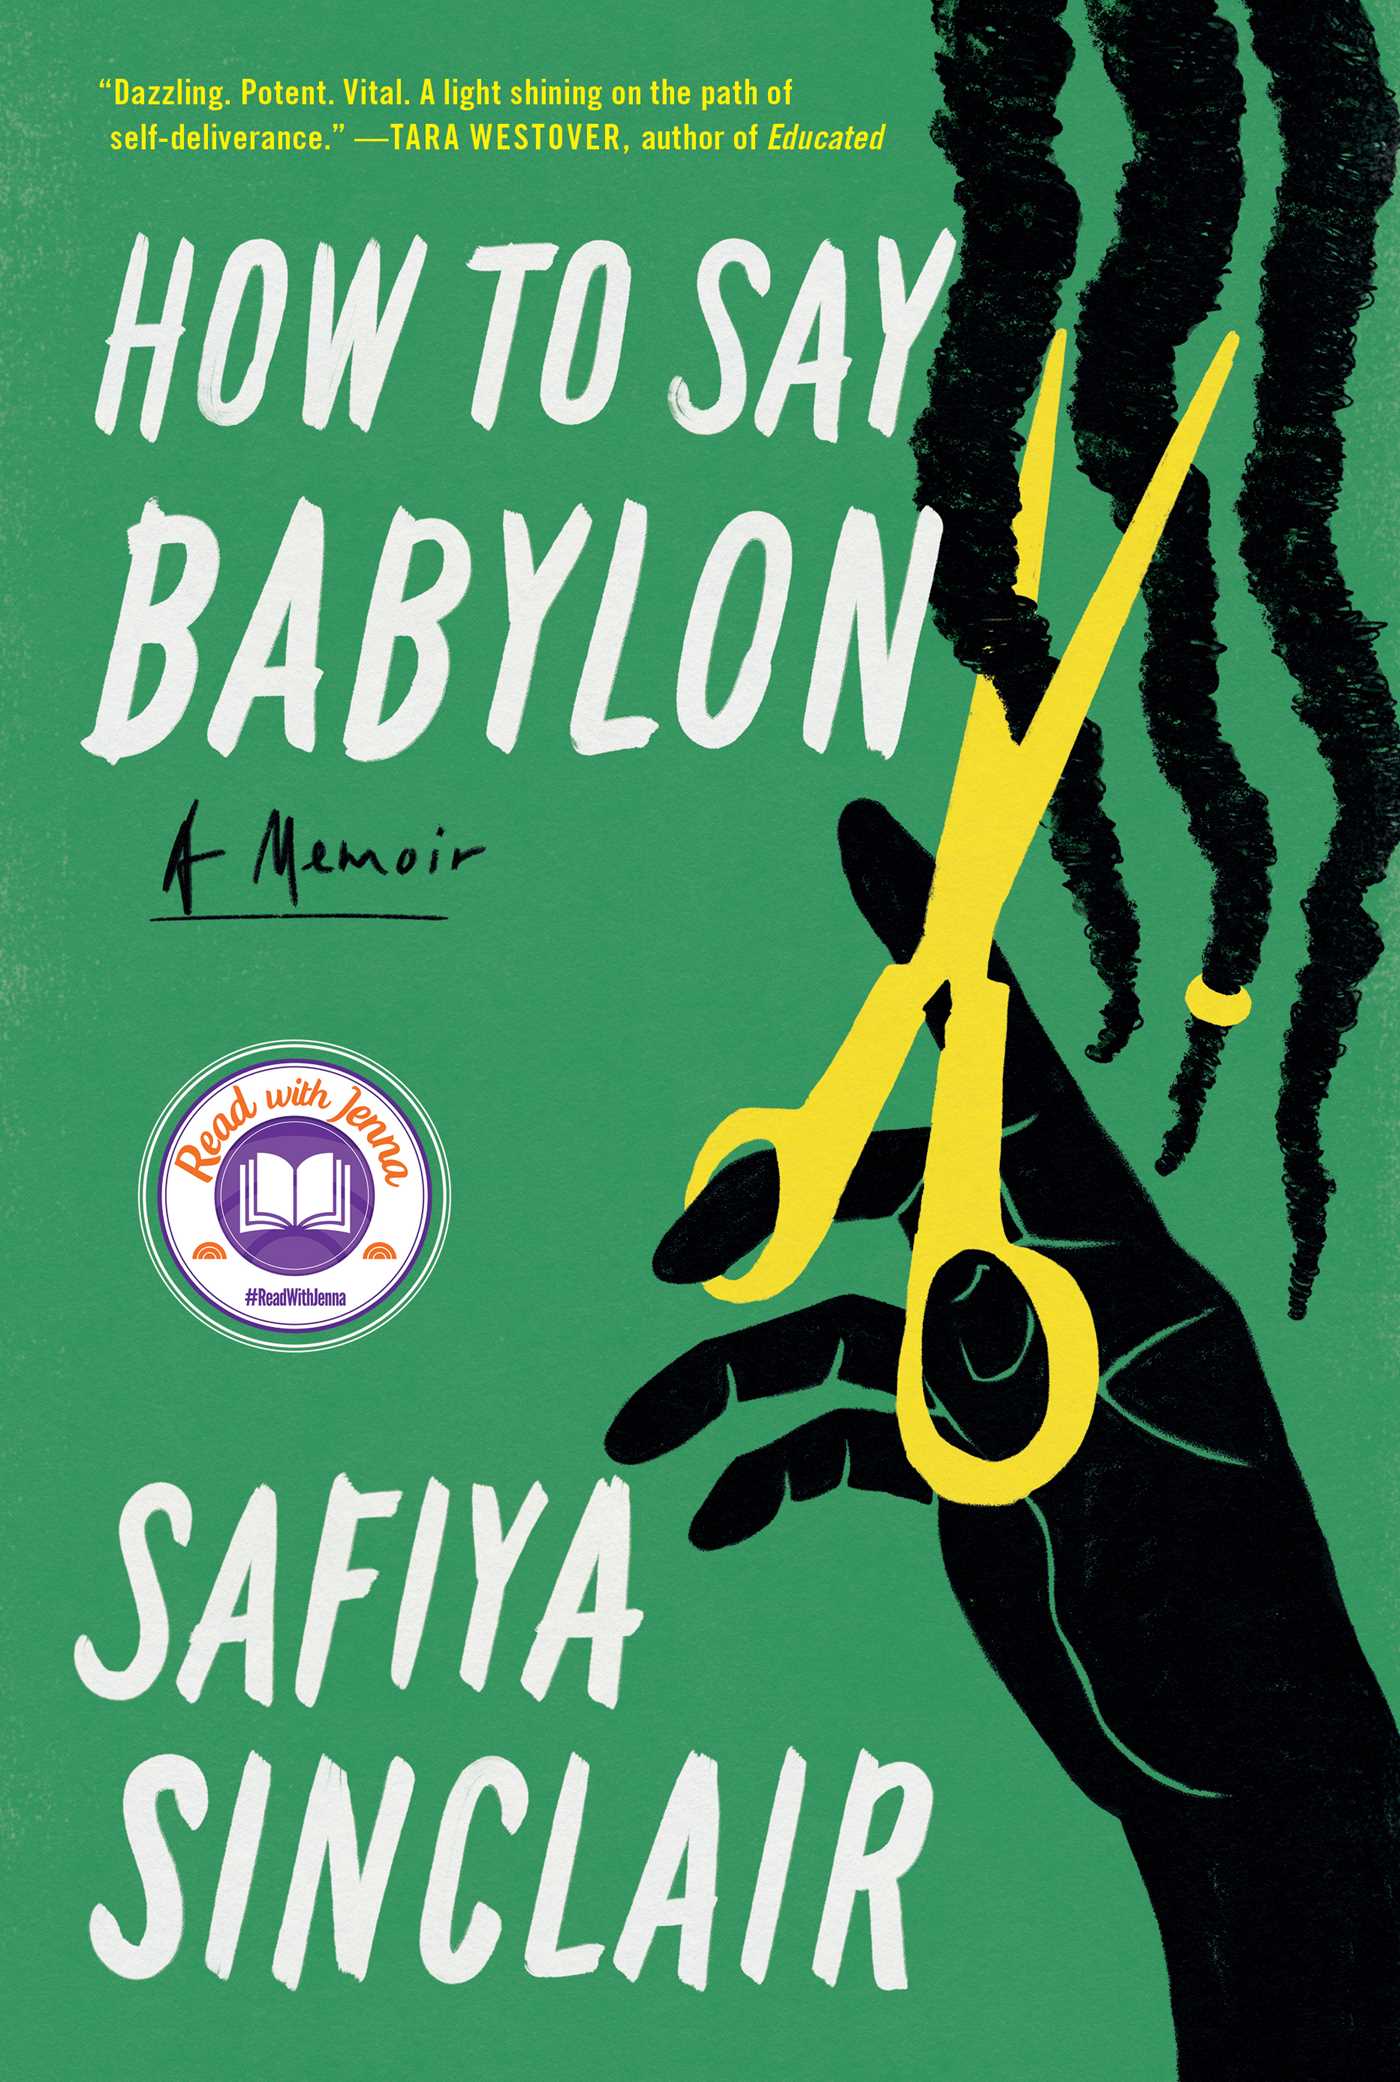 “Dazzling. Potent. Vital. A light shining on the path of
self-deliverance.” —TARA WESTOVER, author of Educated
HOW TO SAY
BABYLON
A Memoir
Read with Jenna
#ReadWithJenna
SAFIYA
SINCLAIR